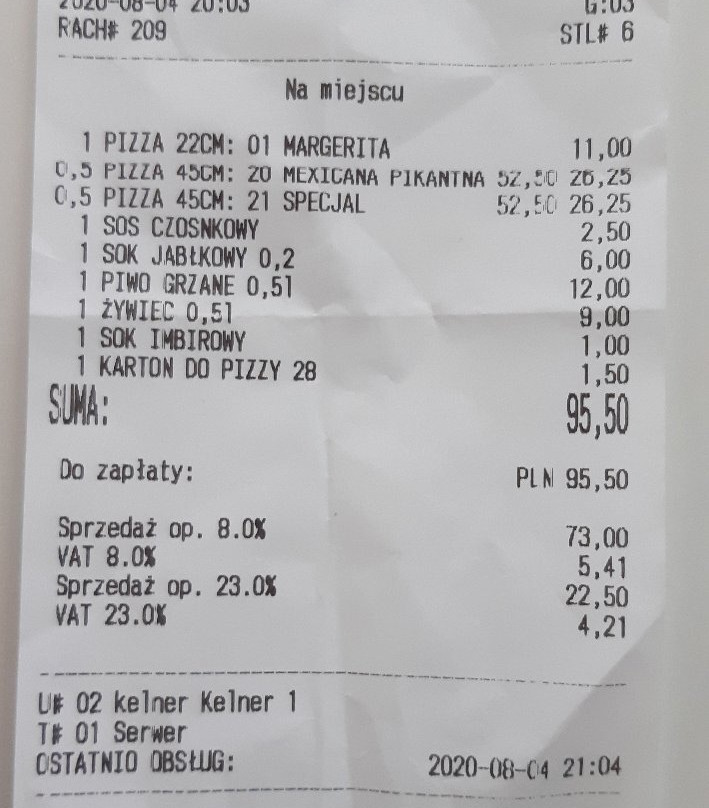 2020-08-04 20:03 G:03
RACH# 209 STL# 6
Na miejscu
1 PIZZA 22CM: 01 MARGERITA 11,00
0,5 PIZZA 45CM: 20 MEXICANA PIKANTNA 52,50 26,25
0,5 PIZZA 45CM: 21 SPECJAL 52,50 26,25
1 SOS CZOSNKOWY 2,50
1 SOK JABŁKOWY 0,2 6,00
1 PIWO GRZANE 0,5l 12,00
1 ŻYWIEC 0,5l 9,00
1 SOK IMBIROWY 1,00
1 KARTON DO PIZZY 28 1,50
SUMA: 95,50
Do zapłaty: PLN 95,50
Sprzedaż op. 8.0% 73,00
VAT 8.0% 5,41
Sprzedaż op. 23.0% 22,50
VAT 23.0% 4,21
U# 02 kelner Kelner 1
T# 01 Serwer
OSTATNIO OBSŁUG: 2020-08-04 21:04